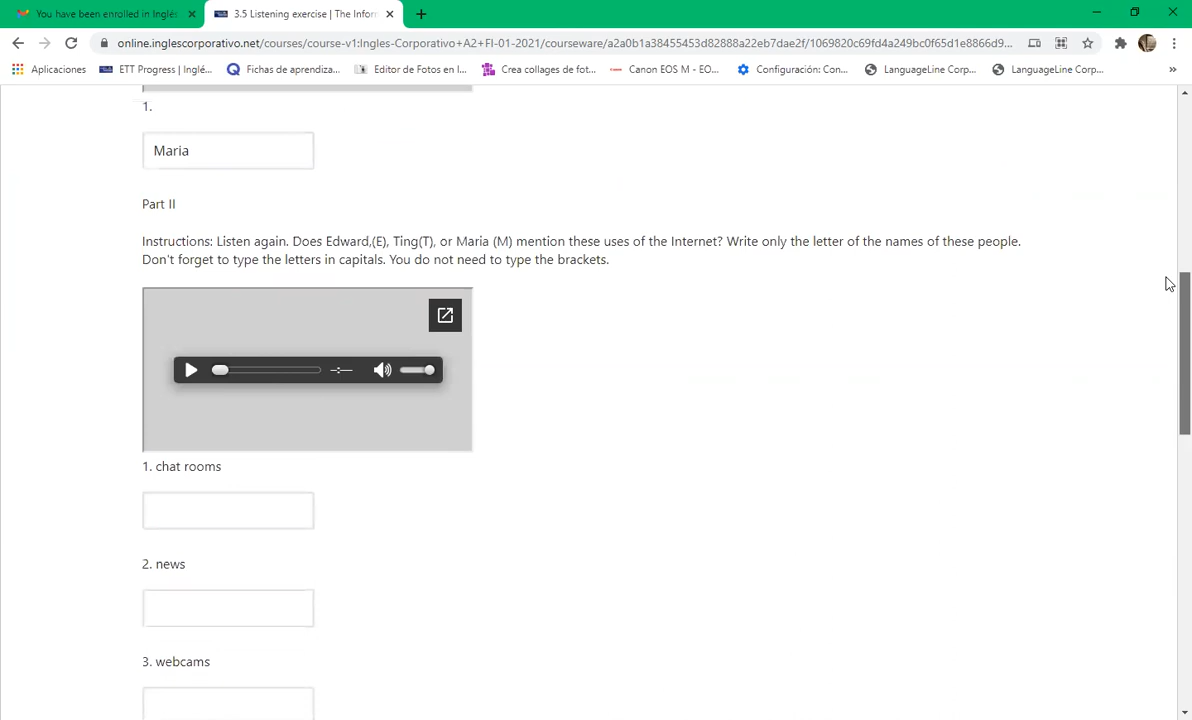 You have been enrolled in Inglés
3.5 Listening exercise | The Infor
online.inglescorporativo.net/courses/course-v1:Ingles-Corporativo+A2+FI-01-2021/courseware/a2a0b1a38455453d82888a22eb7dae2f/1069820c69fd4a249bc0f65d1e8866d9...
Aplicaciones
ETT Progress | Inglé...
Fichas de aprendiza...
Editor de Fotos en l...
Crea collages de fot...
Canon EOS M - EO...
Configuración: Con...
LanguageLine Corp...
LanguageLine Corp...
1.
Maria
Part II
Instructions: Listen again. Does Edward,(E), Ting(T), or Maria (M) mention these uses of the Internet? Write only the letter of the names of these people.
Don't forget to type the letters in capitals. You do not need to type the brackets.
-:-
1. chat rooms
2. news
3. webcams